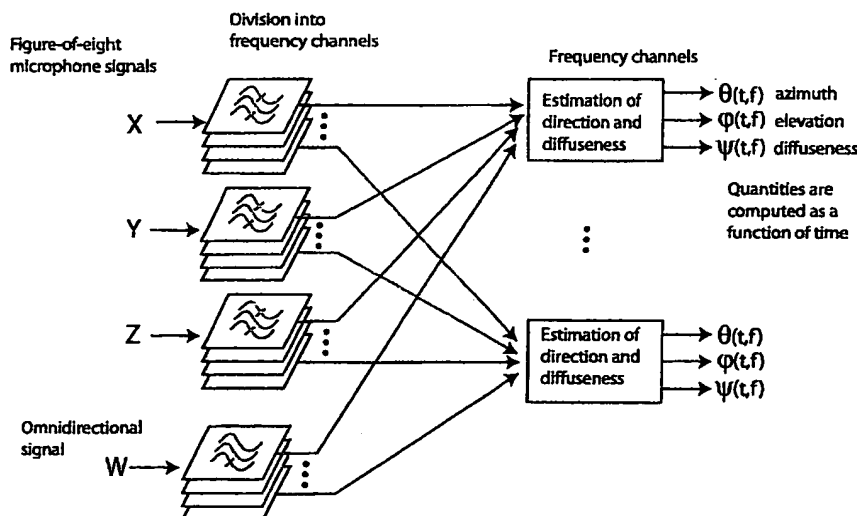 Division into
frequency channels
Figure-of-eight
microphone signals
Frequency channels
X
Y
Z
Omnidirectional
signal
W
Estimation of
direction and
diffuseness
θ(t,f) azimuth
φ(t,f) elevation
Ψ(t,f) diffuseness
Quantities are
computed as a
function of time
Estimation of
direction and
diffuseness
θ(t,f)
φ(t,f)
Ψ(t,f)